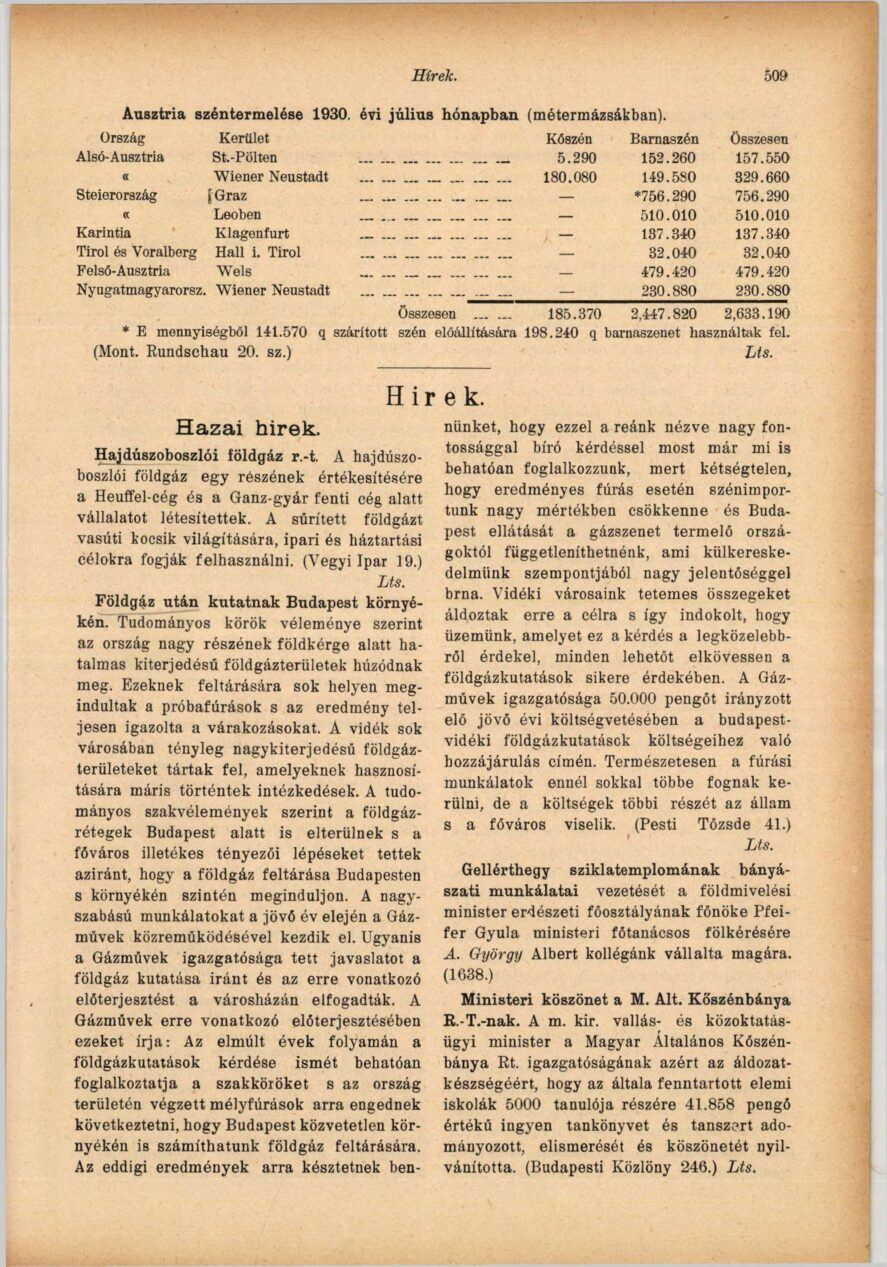 Hírek. 509
Ausztria széntermelése 1930. évi július hónapban (métermázsákban).
Ország Kerület Kőszén Barnaszén Összesen
Alsó-Ausztria St.-Pölten 5.290 152.260 157.550
« Wiener Neustadt 180.080 149.580 329.660
Steierország Graz — *756.290 756.290
« Leoben — 510.010 510.010
Karintia Klagenfurt — 137.340 137.340
Tirol és Voralberg Hall i. Tirol — 32.040 32.040
Felső-Ausztria Wels — 479.420 479.420
Nyugatmagyarorsz. Wiener Neustadt — 230.880 230.880
Összesen 185.370 2,447.820 2,633.190
* E mennyiségből 141.570 q szárított szén előállítására 198.240 q barnaszenet használtak fel.
(Mont. Rundschau 20. sz.) Lts.
Hírek.
Hazai hirek.
Hajdúszoboszlói földgáz r.-t. A hajdúszo-
boszlói földgáz egy részének értékesítésére
a Heuffel-cég és a Ganz-gyár fenti cég alatt
vállalatot létesítettek. A sűrített földgázt
vasúti kocsik világítására, ipari és háztartási
célokra fogják felhasználni. (Vegyi Ipar 19.)
Lts.
Földgáz után kutatnak Budapest környé-
kén. Tudományos körök véleménye szerint
az ország nagy részének földkérge alatt ha-
talmas kiterjedésű földgázterületek húzódnak
meg. Ezeknek feltárására sok helyen meg-
indultak a próbafúrások s az eredmény tel-
jesen igazolta a várakozásokat. A vidék sok
városában tényleg nagykiterjedésű földgáz-
területeket tártak fel, amelyeknek hasznosí-
tására máris történtek intézkedések. A tudo-
mányos szakvélemények szerint a földgáz-
rétegek Budapest alatt is elterülnek s a
főváros illetékes tényezői lépéseket tettek
aziránt, hogy a földgáz feltárása Budapesten
s környékén szintén meginduljon. A nagy-
szabású munkálatokat a jövő év elején a Gáz-
művek közreműködésével kezdik el. Ugyanis
a Gázművek igazgatósága tett javaslatot a
földgáz kutatása iránt és az erre vonatkozó
előterjesztést a városházán elfogadták. A
Gázművek erre vonatkozó előterjesztésében
ezeket írja: Az elmúlt évek folyamán a
földgázkutatások kérdése ismét behatóan
foglalkoztatja a szakköröket s az ország
területén végzett mélyfúrások arra engednek
következtetni, hogy Budapest közvetetlen kör-
nyékén is számíthatunk földgáz feltárására.
Az eddigi eredmények arra késztetnek ben-
nünket, hogy ezzel a reánk nézve nagy fon-
tossággal bíró kérdéssel most már mi is
behatóan foglalkozzunk, mert kétségtelen,
hogy eredményes fúrás esetén szénimpor-
tunk nagy mértékben csökkenne és Buda-
pest ellátását a gázszenet termelő orszá-
goktól függetleníthetnénk, ami külkereske-
delmünk szempontjából nagy jelentőséggel
brna. Vidéki városaink tetemes összegeket
áldoztak erre a célra s így indokolt, hogy
üzemünk, amelyet ez a kérdés a legközelebb-
ről érdekel, minden lehetőt elkövessen a
földgázkutatások sikere érdekében. A Gáz-
művek igazgatósága 50.000 pengőt irányzott
elő jövő évi költségvetésében a budapest-
vidéki földgázkutatások költségeihez való
hozzájárulás címén. Természetesen a fúrási
munkálatok ennél sokkal többe fognak ke-
rülni, de a költségek többi részét az állam
s a főváros viselik. (Pesti Tőzsde 41.)
Lts.
Gellérthegy sziklatemplomának bányá-
szati munkálatai vezetését a földmivelési
minister erdészeti főosztályának főnöke Pfei-
fer Gyula ministeri főtanácsos fölkérésére
A. György Albert kollégánk vállalta magára.
(1638.)
Ministeri köszönet a M. Ált. Kőszénbánya
R.-T.-nak. A m. kir. vallás- és közoktatás-
ügyi minister a Magyar Általános Kőszén-
bánya Rt. igazgatóságának azért az áldozat-
készségéért, hogy az általa fenntartott elemi
iskolák 5000 tanulója részére 41.858 pengő
értékű ingyen tankönyvet és tanszert ado-
mányozott, elismerését és köszönetét nyil-
vánította. (Budapesti Közlöny 246.) Lts.